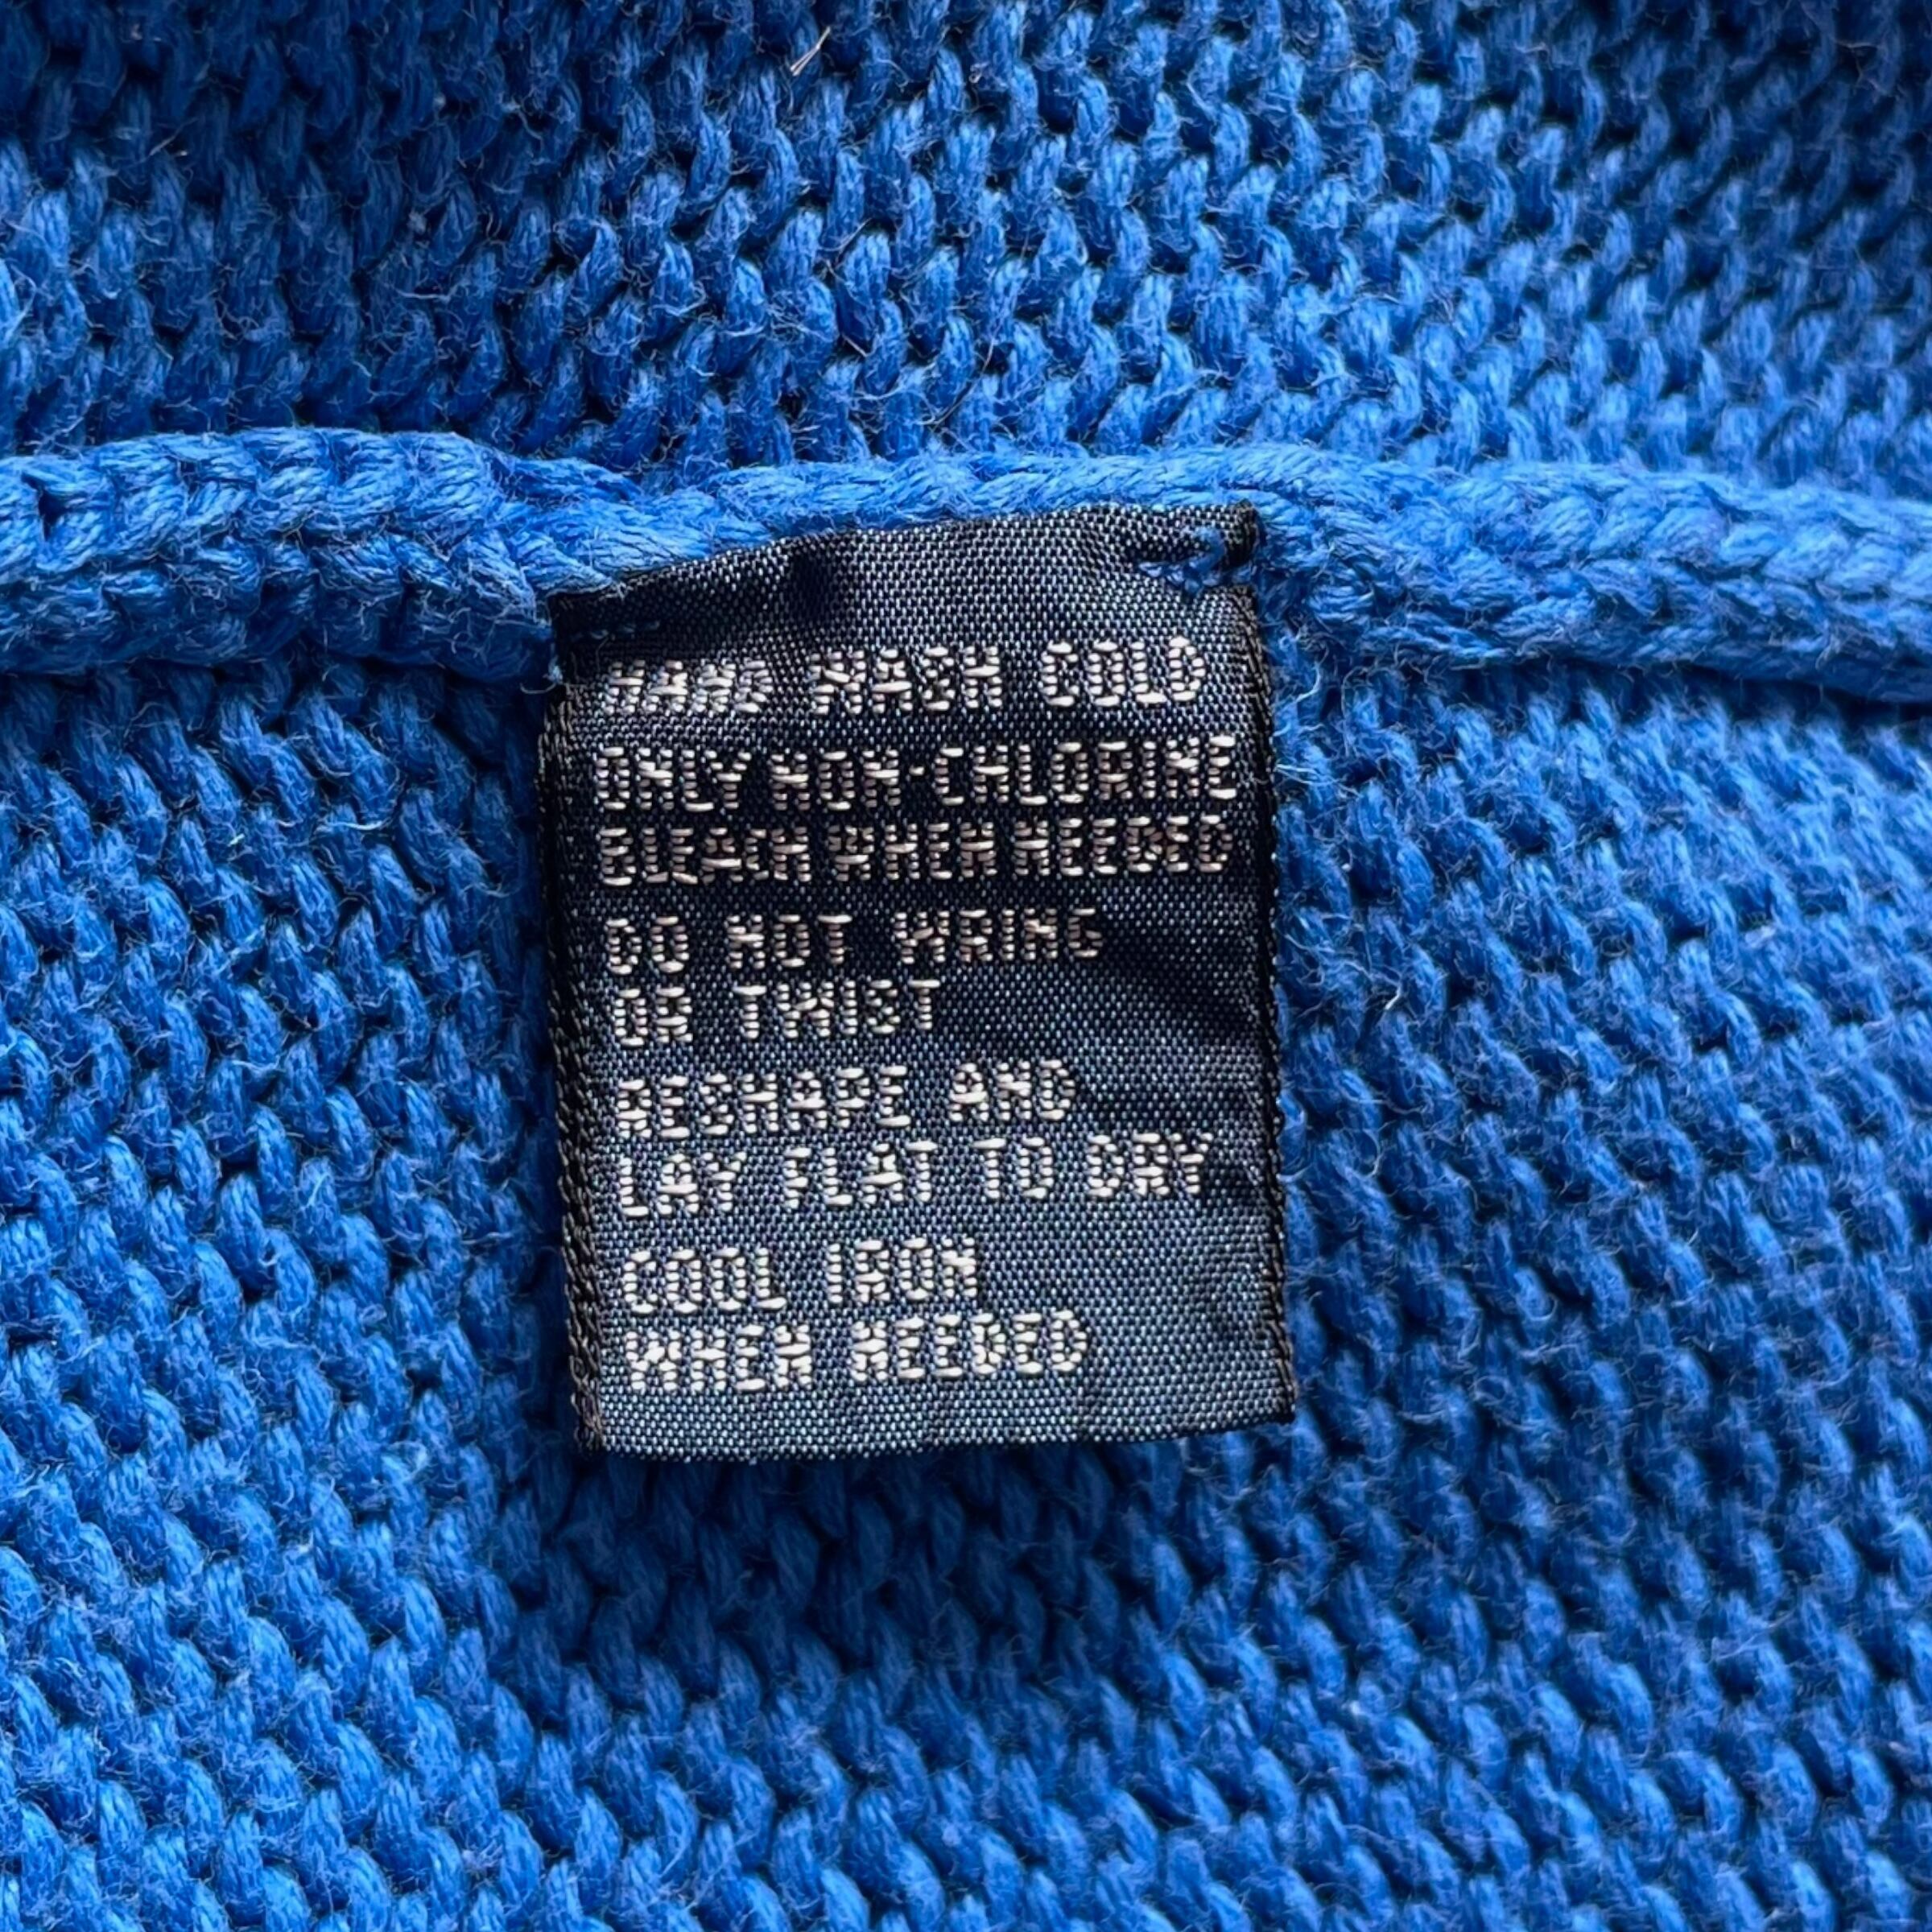 HAND WASH COLD
ONLY NON-CHLORINE
BLEACH WHEN NEEDED
DO NOT WRING
OR TWIST
RESHAPE AND
LAY FLAT TO DRY
COOL IRON
WHEN NEEDED